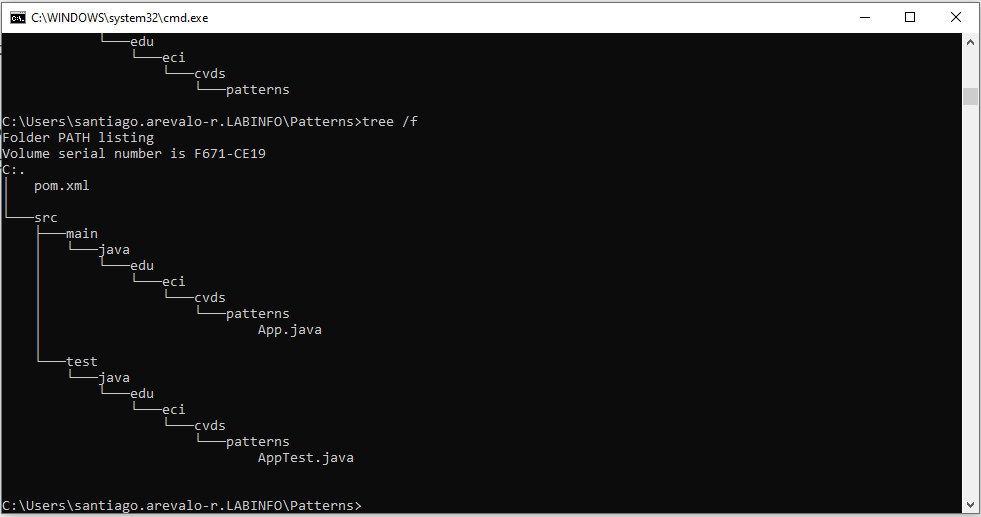 C:\WINDOWS\system32\cmd.exe
└───edu
└───eci
└───cvds
└───patterns
C:\Users\santiago.arevalo-r.LABINFO\Patterns>tree /f
Folder PATH listing
Volume serial number is F671-CE19
C:.
│   pom.xml
└───src
├───main
│   └───java
│       └───edu
│           └───eci
│               └───cvds
│                   └───patterns
│                           App.java
└───test
└───java
└───edu
└───eci
└───cvds
└───patterns
AppTest.java
C:\Users\santiago.arevalo-r.LABINFO\Patterns>